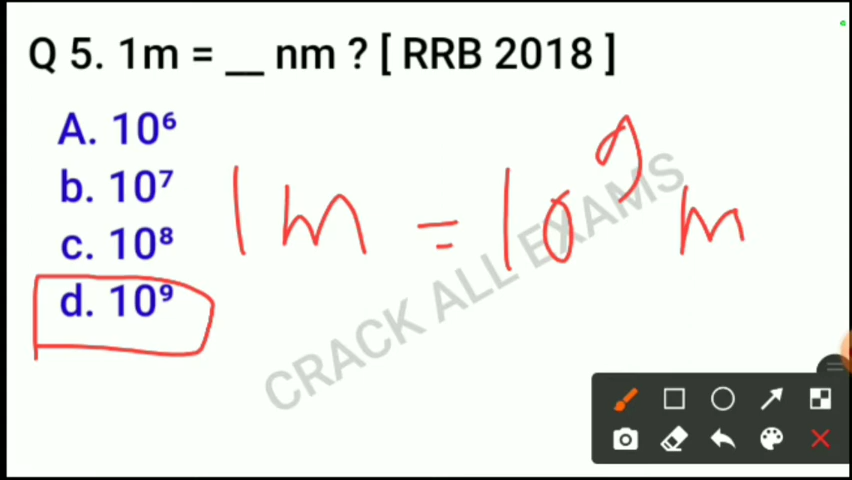 Q 5. 1m = __ nm ? [ RRB 2018 ]
A. 10⁶
b. 10⁷
c. 10⁸
d. 10⁹
1m = 10⁹ m
CRACK ALL EXAMS